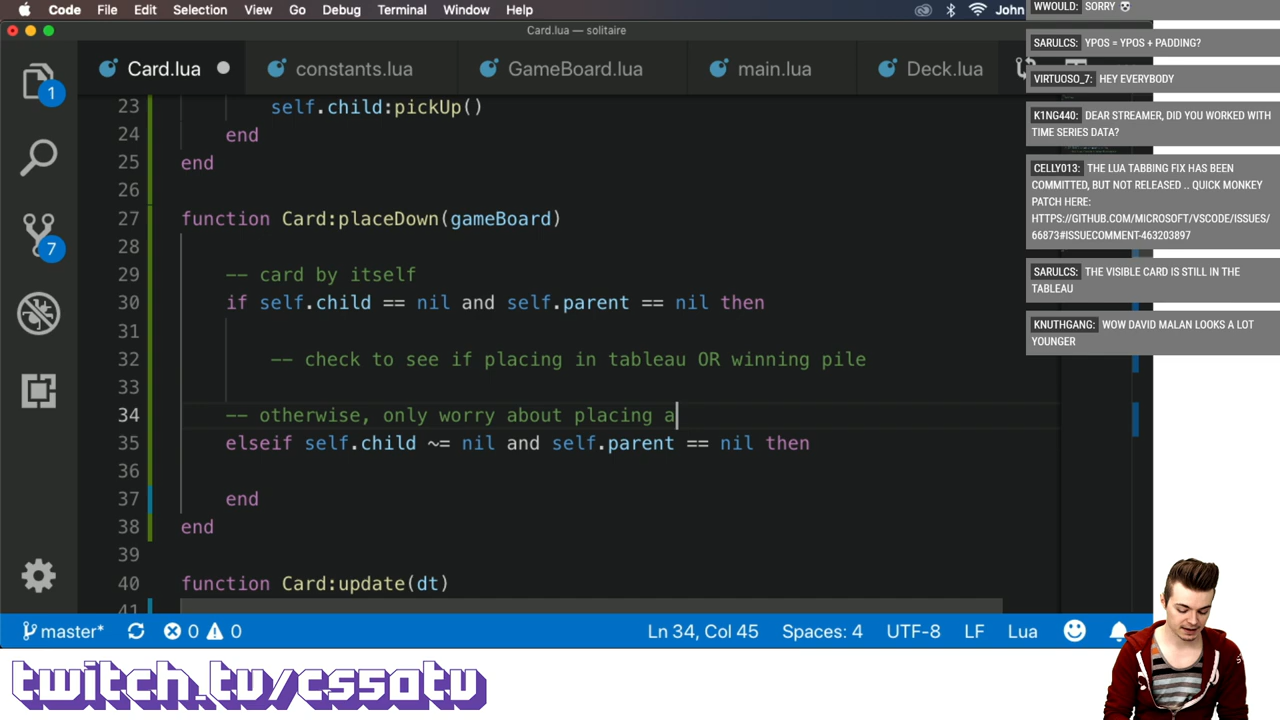 Code File Edit Selection View Go Debug Terminal Window Help John
Card.lua — solitaire
Card.lua constants.lua GameBoard.lua main.lua Deck.lua
1
7
23 self.child:pickUp()
24 end
25 end
26
27 function Card:placeDown(gameBoard)
28
29 -- card by itself
30 if self.child == nil and self.parent == nil then
31
32 -- check to see if placing in tableau OR winning pile
33
34 -- otherwise, only worry about placing a
35 elseif self.child ~= nil and self.parent == nil then
36
37 end
38 end
39
40 function Card:update(dt)
41
master* 0 0 Ln 34, Col 45 Spaces: 4 UTF-8 LF Lua
twitch.tv/cs50tv
WWOULD: SORRY
SARULCS: YPOS = YPOS + PADDING?
VIRTUOSO_7: HEY EVERYBODY
K1NG440: DEAR STREAMER, DID YOU WORKED WITH
TIME SERIES DATA?
CELLY013: THE LUA TABBING FIX HAS BEEN
COMMITTED, BUT NOT RELEASED .. QUICK MONKEY
PATCH HERE:
HTTPS://GITHUB.COM/MICROSOFT/VSCODE/ISSUES/
66873#ISSUECOMMENT-463203897
SARULCS: THE VISIBLE CARD IS STILL IN THE
TABLEAU
KNUTHGANG: WOW DAVID MALAN LOOKS A LOT
YOUNGER